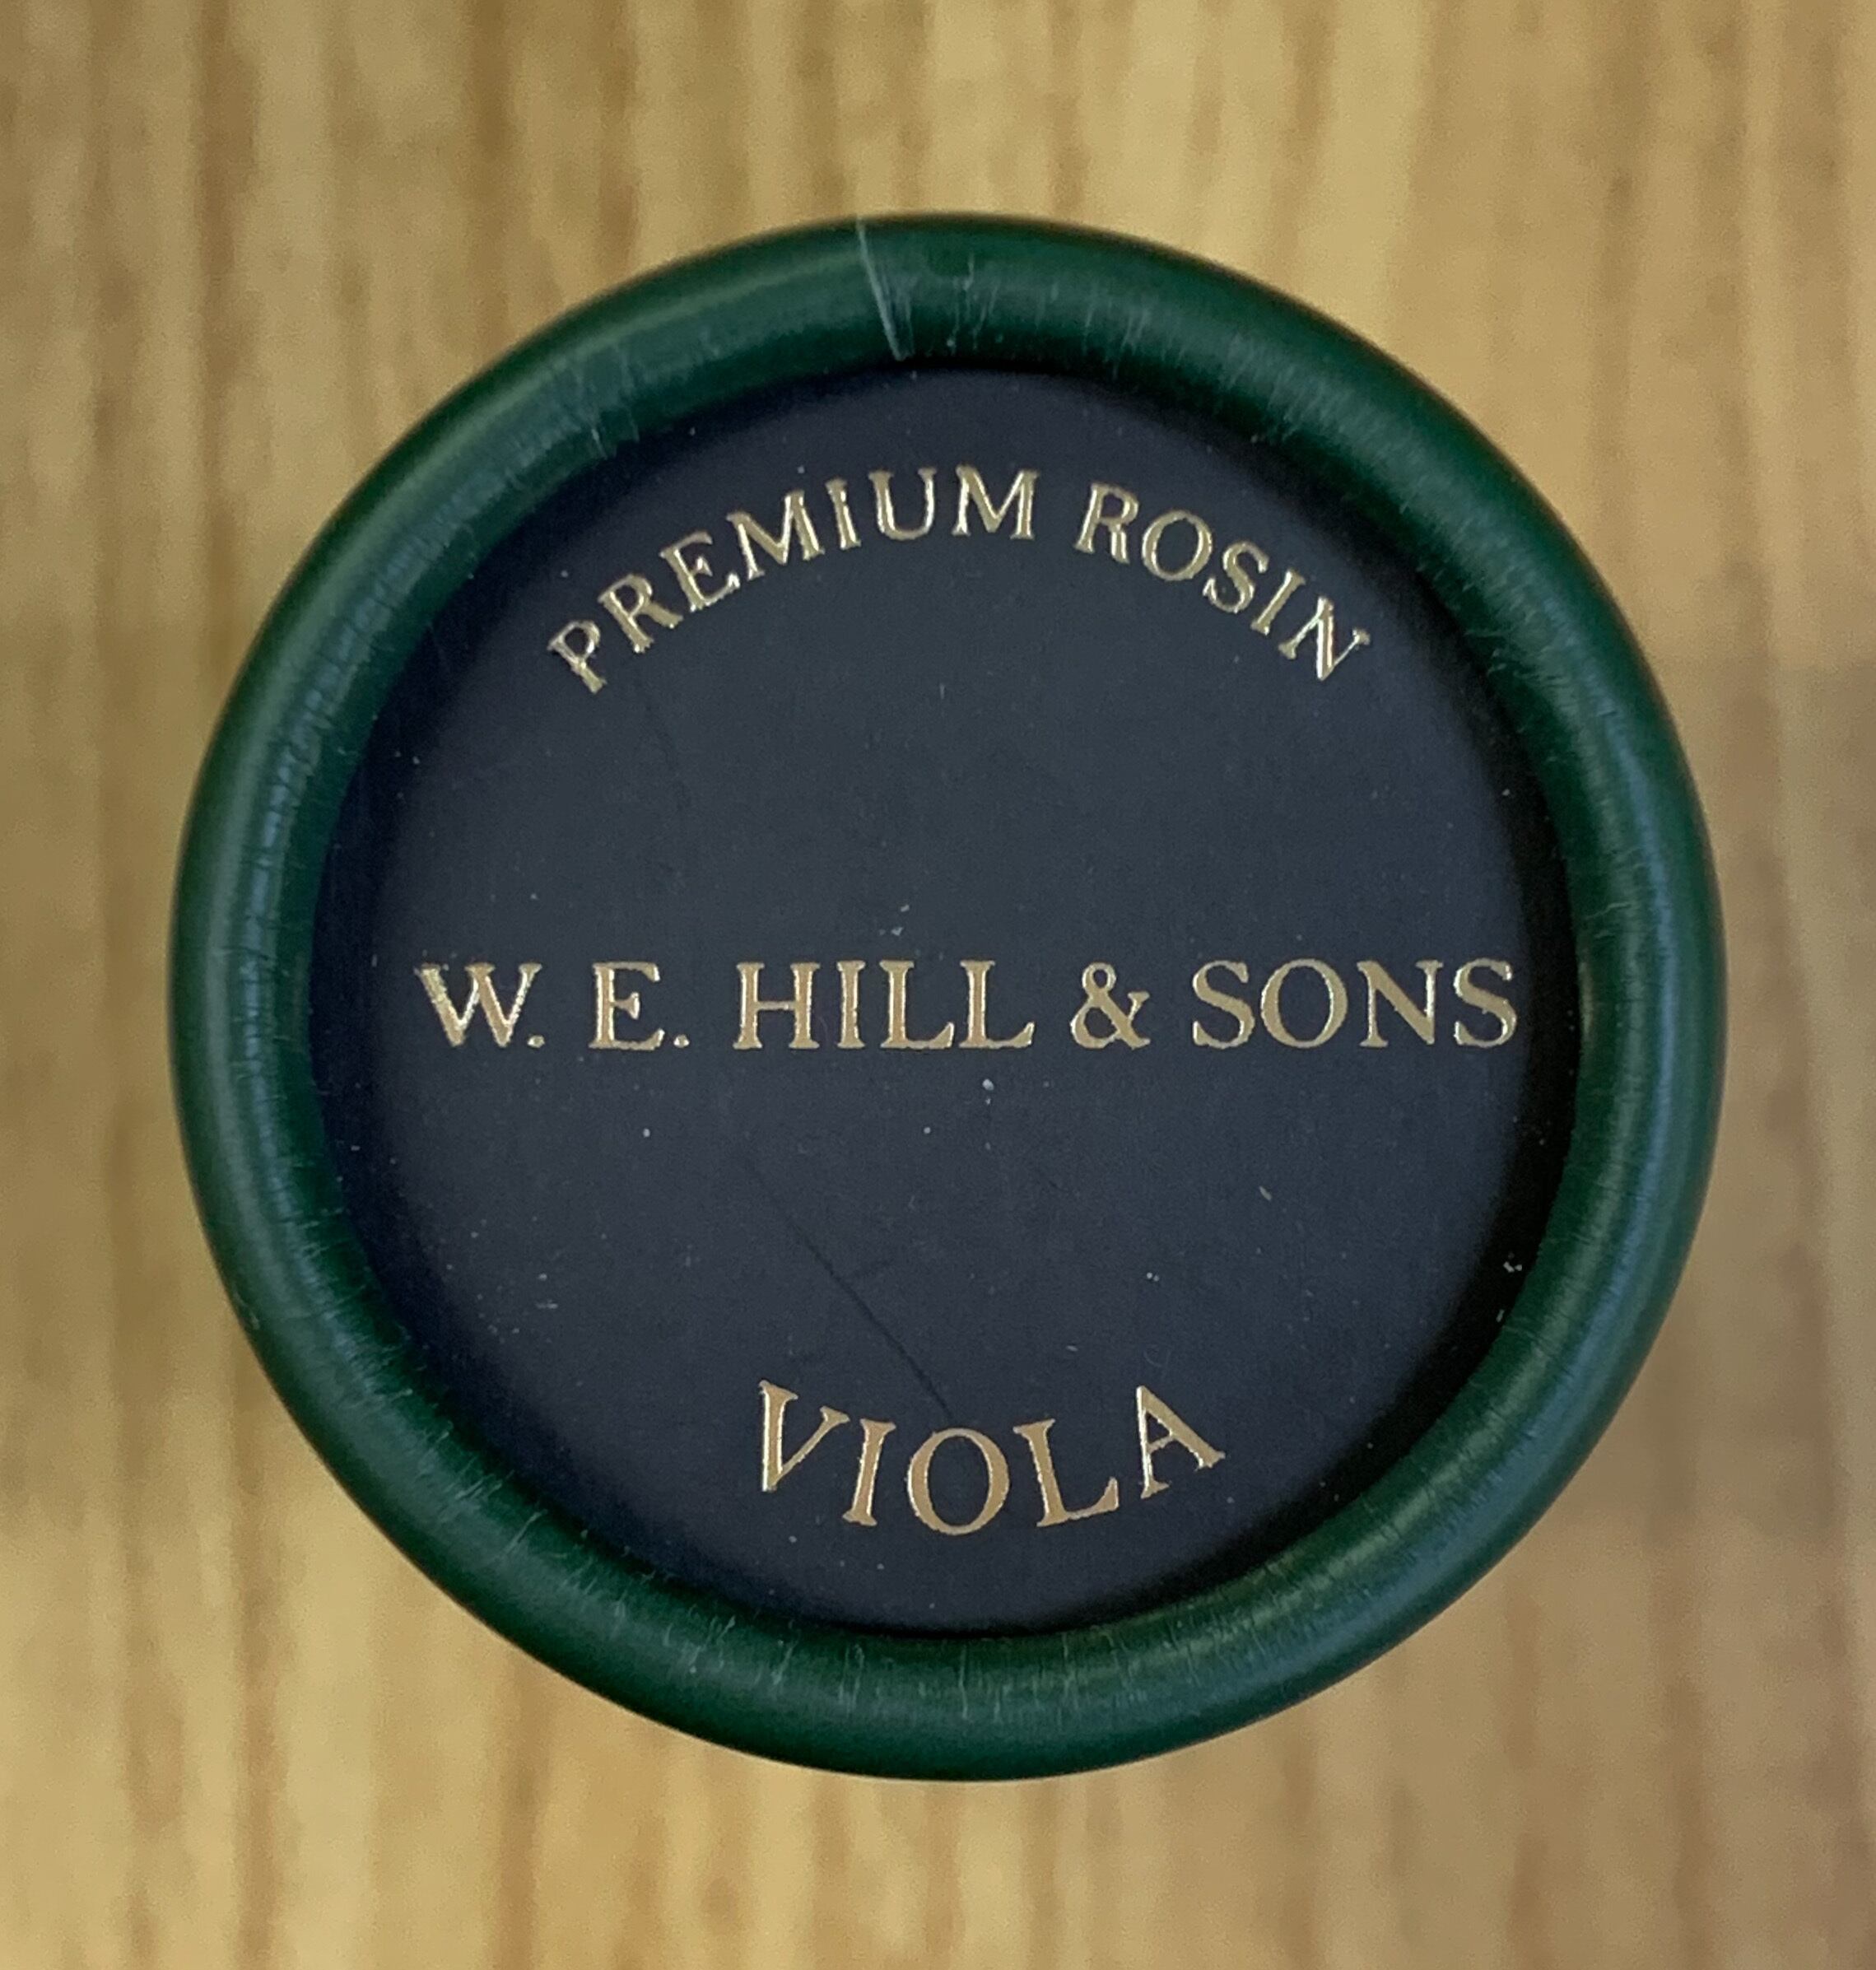 PREMIUM ROSIN
W. E. HILL & SONS
VIOLA